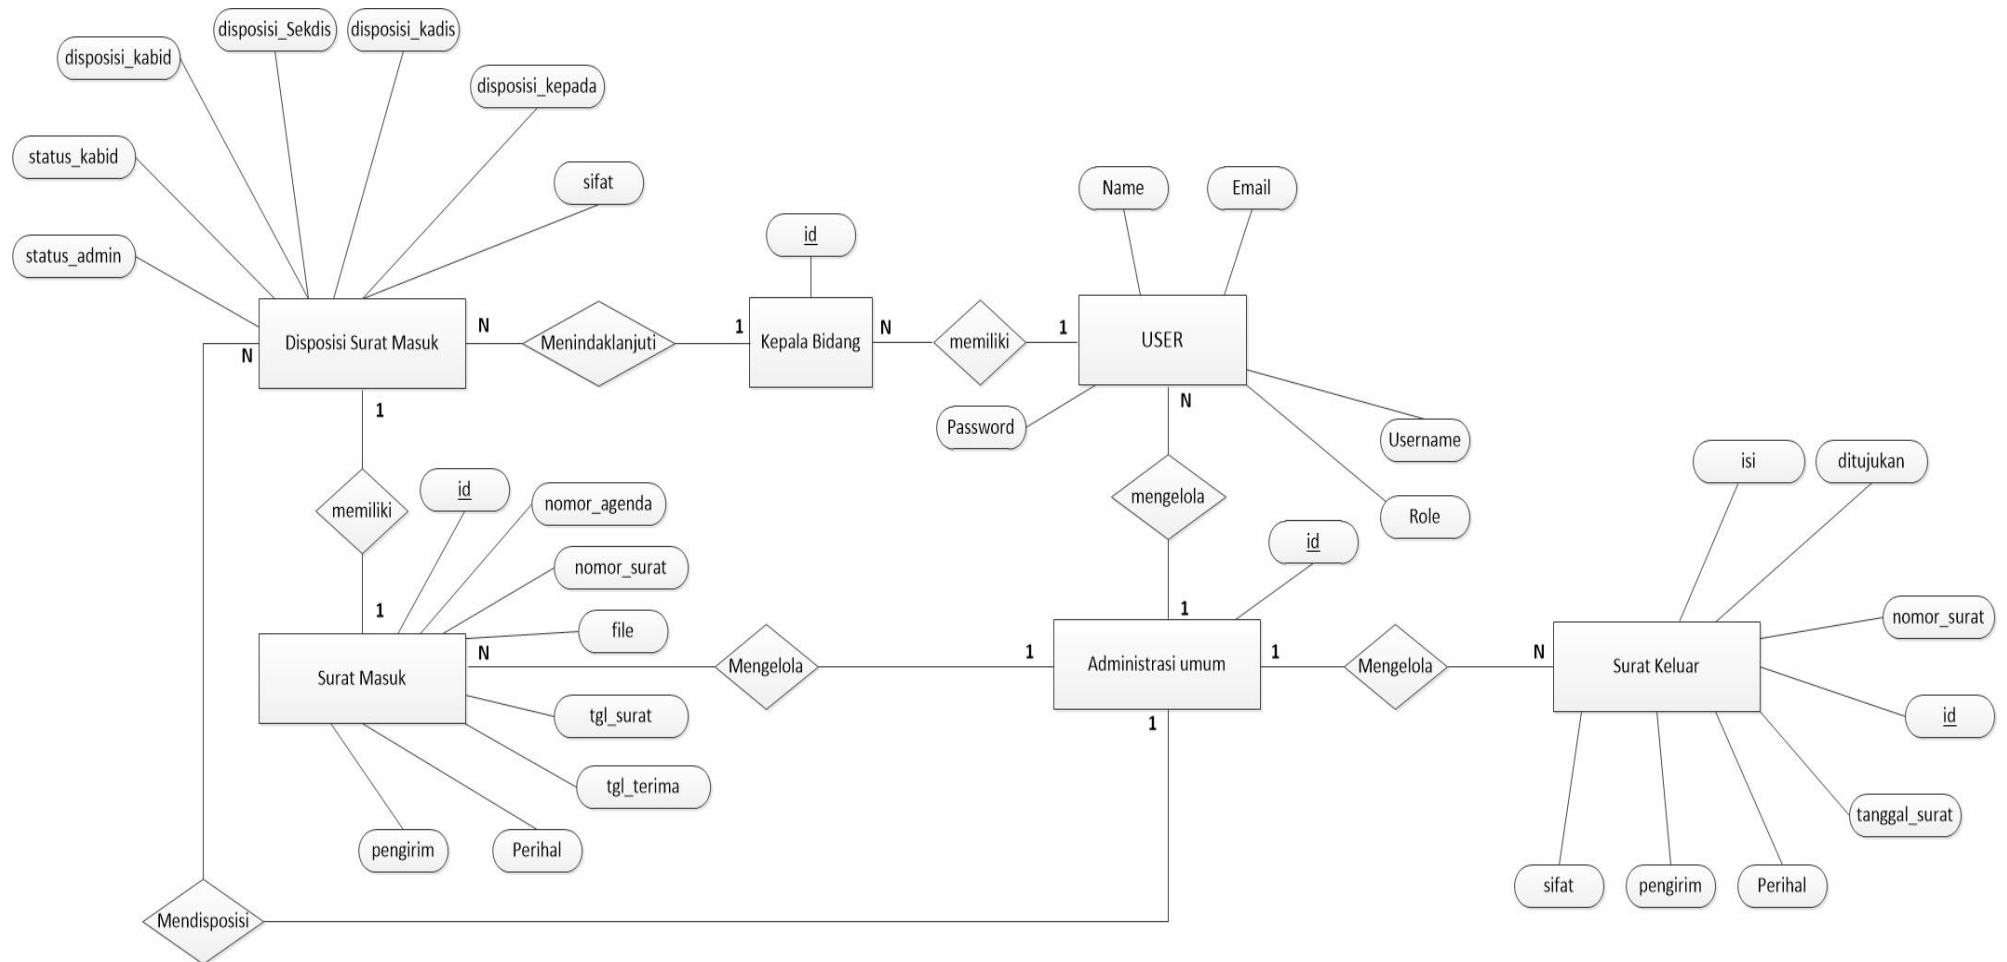 disposisi_Sekdis
disposisi_kadis
disposisi_kabid
disposisi_kepada
status_kabid
sifat
status_admin
id
Name
Email
Disposisi Surat Masuk
N
N
Menindaklanjuti
1
Kepala Bidang
N
memiliki
1
USER
N
1
Password
Username
Role
memiliki
id
nomor_agenda
nomor_surat
file
mengelola
id
isi
ditujukan
nomor_surat
1
Surat Masuk
N
Mengelola
1
1
Administrasi umum
1
1
Mengelola
N
Surat Keluar
id
tgl_surat
tgl_terima
pengirim
Perihal
tanggal_surat
sifat
pengirim
Perihal
Mendisposisi